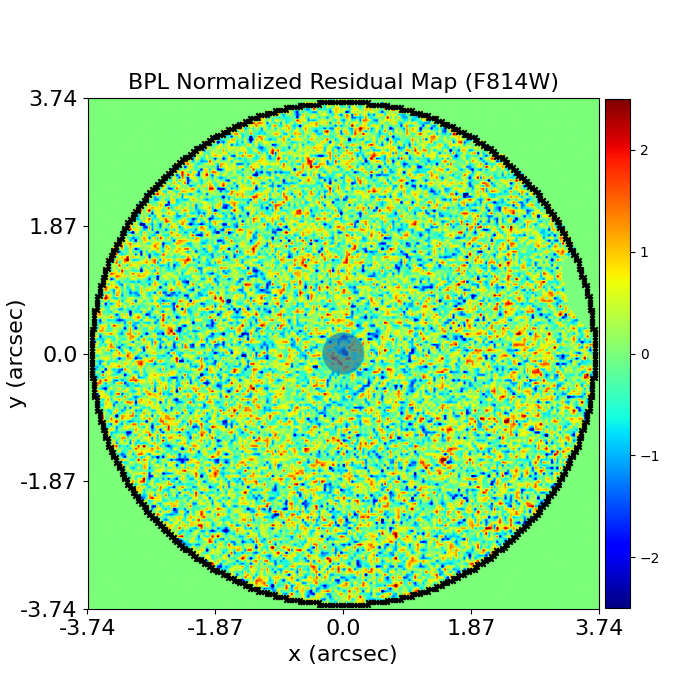 BPL Normalized Residual Map (F814W)
3.74
1.87
0.0
-1.87
-3.74
y (arcsec)
-3.74 -1.87 0.0 1.87 3.74
x (arcsec)
2
1
0
−1
−2